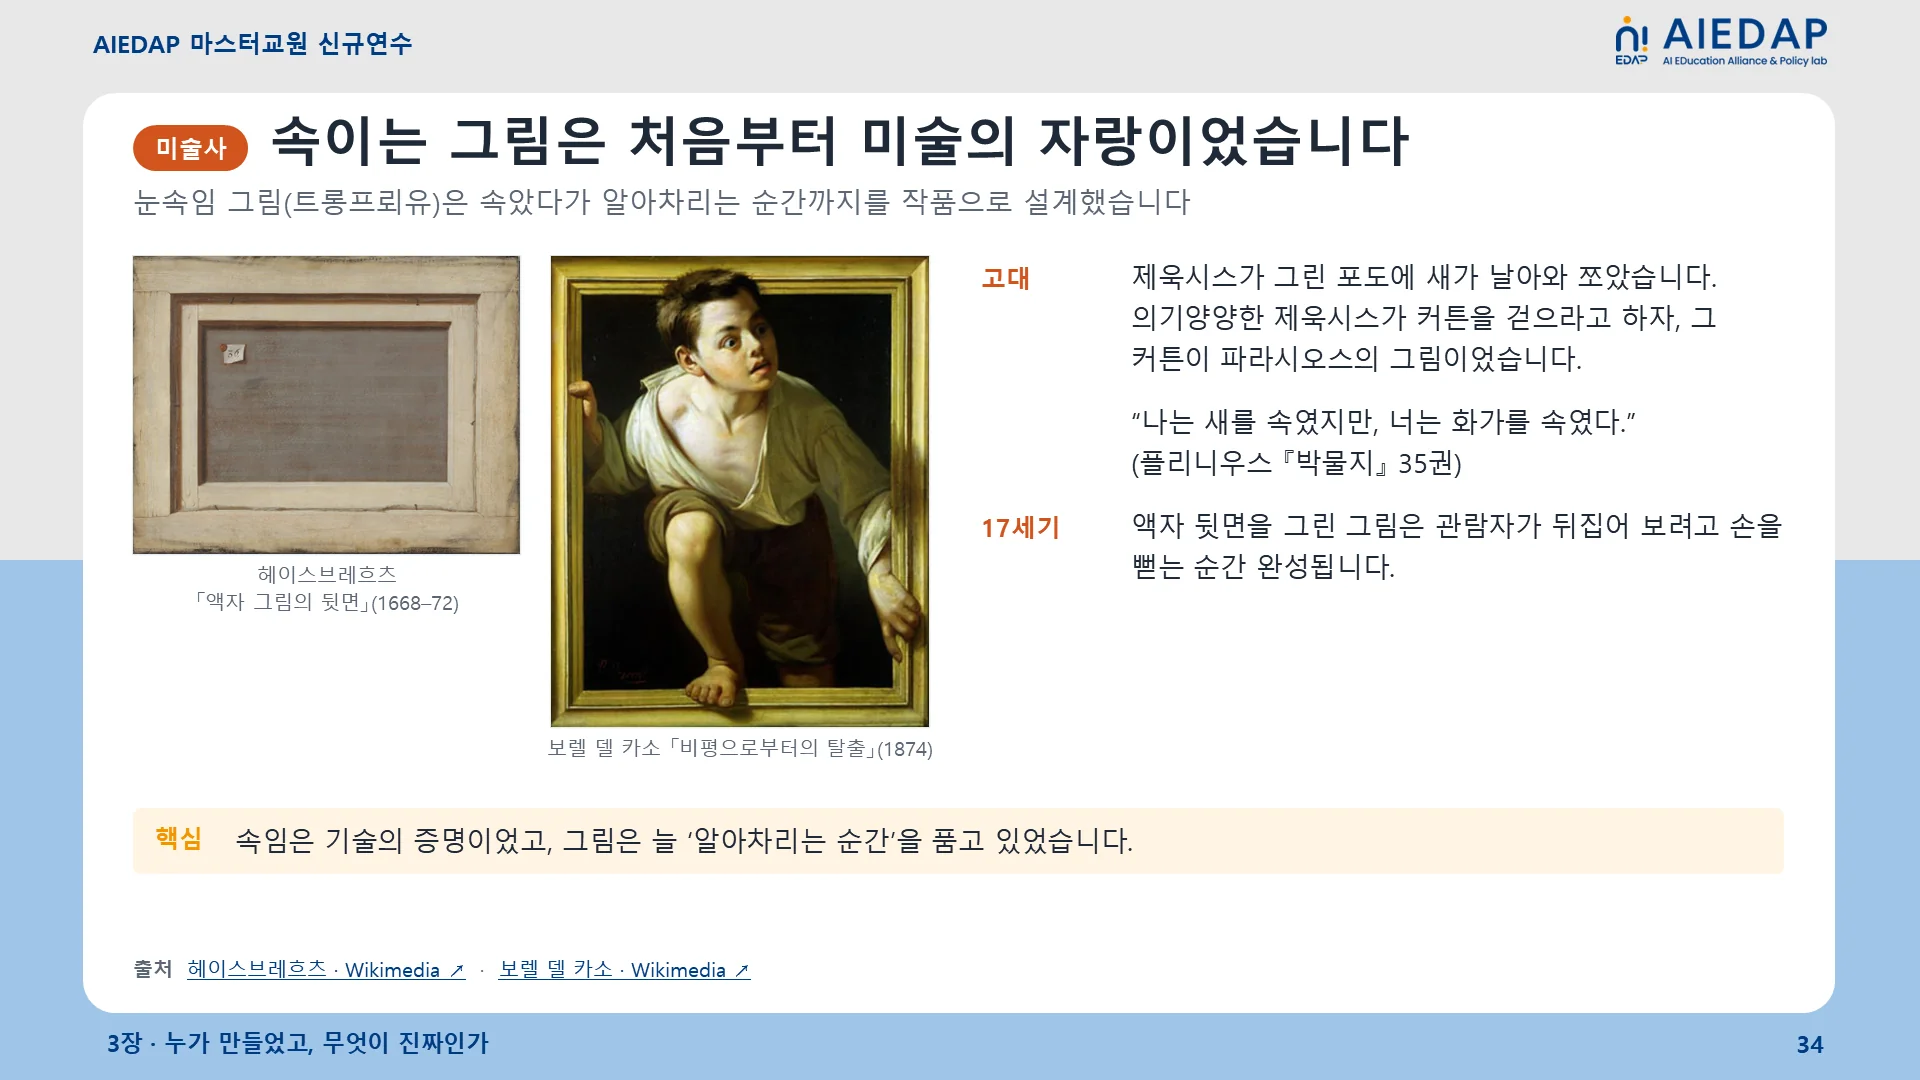 AIEDAP 마스터교원 신규연수
EDAP
AIEDAP
AI EDucation Alliance & Policy lab
미술사
속이는 그림은 처음부터 미술의 자랑이었습니다
눈속임 그림(트롱프뢰유)은 속았다가 알아차리는 순간까지를 작품으로 설계했습니다
헤이스브레흐츠
「액자 그림의 뒷면」(1668–72)
보렐 델 카소 「비평으로부터의 탈출」(1874)
고대
제욱시스가 그린 포도에 새가 날아와 쪼았습니다.
의기양양한 제욱시스가 커튼을 걷으라고 하자, 그
커튼이 파라시오스의 그림이었습니다.
“나는 새를 속였지만, 너는 화가를 속였다.”
(플리니우스 『박물지』 35권)
17세기
액자 뒷면을 그린 그림은 관람자가 뒤집어 보려고 손을
뻗는 순간 완성됩니다.
핵심
속임은 기술의 증명이었고, 그림은 늘 ‘알아차리는 순간’을 품고 있었습니다.
출처 헤이스브레흐츠 · Wikimedia ↗ · 보렐 델 카소 · Wikimedia ↗
3장 · 누가 만들었고, 무엇이 진짜인가
34